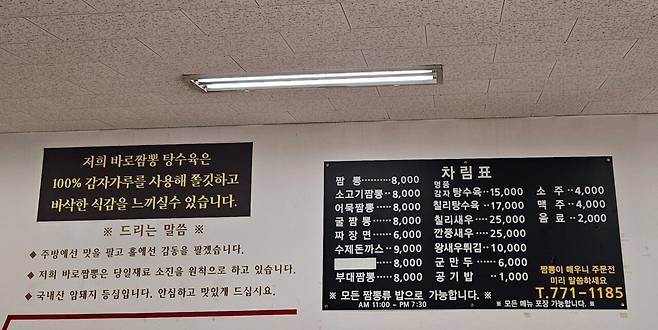 저희 바로짬뽕 탕수육은
100% 감자가루를 사용해 쫄깃하고
바삭한 식감을 느끼실수 있습니다.
※ 드리는 말씀 ※
◆ 주방에선 맛을 팔고 홀에선 감동을 팔겠습니다.
◆ 저희 바로짬뽕은 당일재료 소진을 원칙으로 하고 있습니다.
◆ 국내산 암돼지 등심입니다. 안심하고 맛있게 드십시요.
차림표
짬 뽕 8,000
소고기짬뽕 8,000
어묵짬뽕 8,000
굴 짬뽕 8,000
짜 장 면 6,000
수제돈까스 9,000
8,000
부대짬뽕 8,000
명품 감자 탕수육 15,000
칠리탕수육 17,000
칠리새우 25,000
깐풍새우 25,000
왕새우튀김 10,000
군 만 두 6,000
공 기 밥 1,000
소 주 4,000
맥 주 4,000
음 료 2,000
짬뽕이 매우니 주문전
미리 말씀하세요
T.771-1185
※ 모든 짬뽕류 밥으로 가능합니다. ※
AM 11:00 - PM 7:30
※ 모든 메뉴 포장 가능합니다. ※